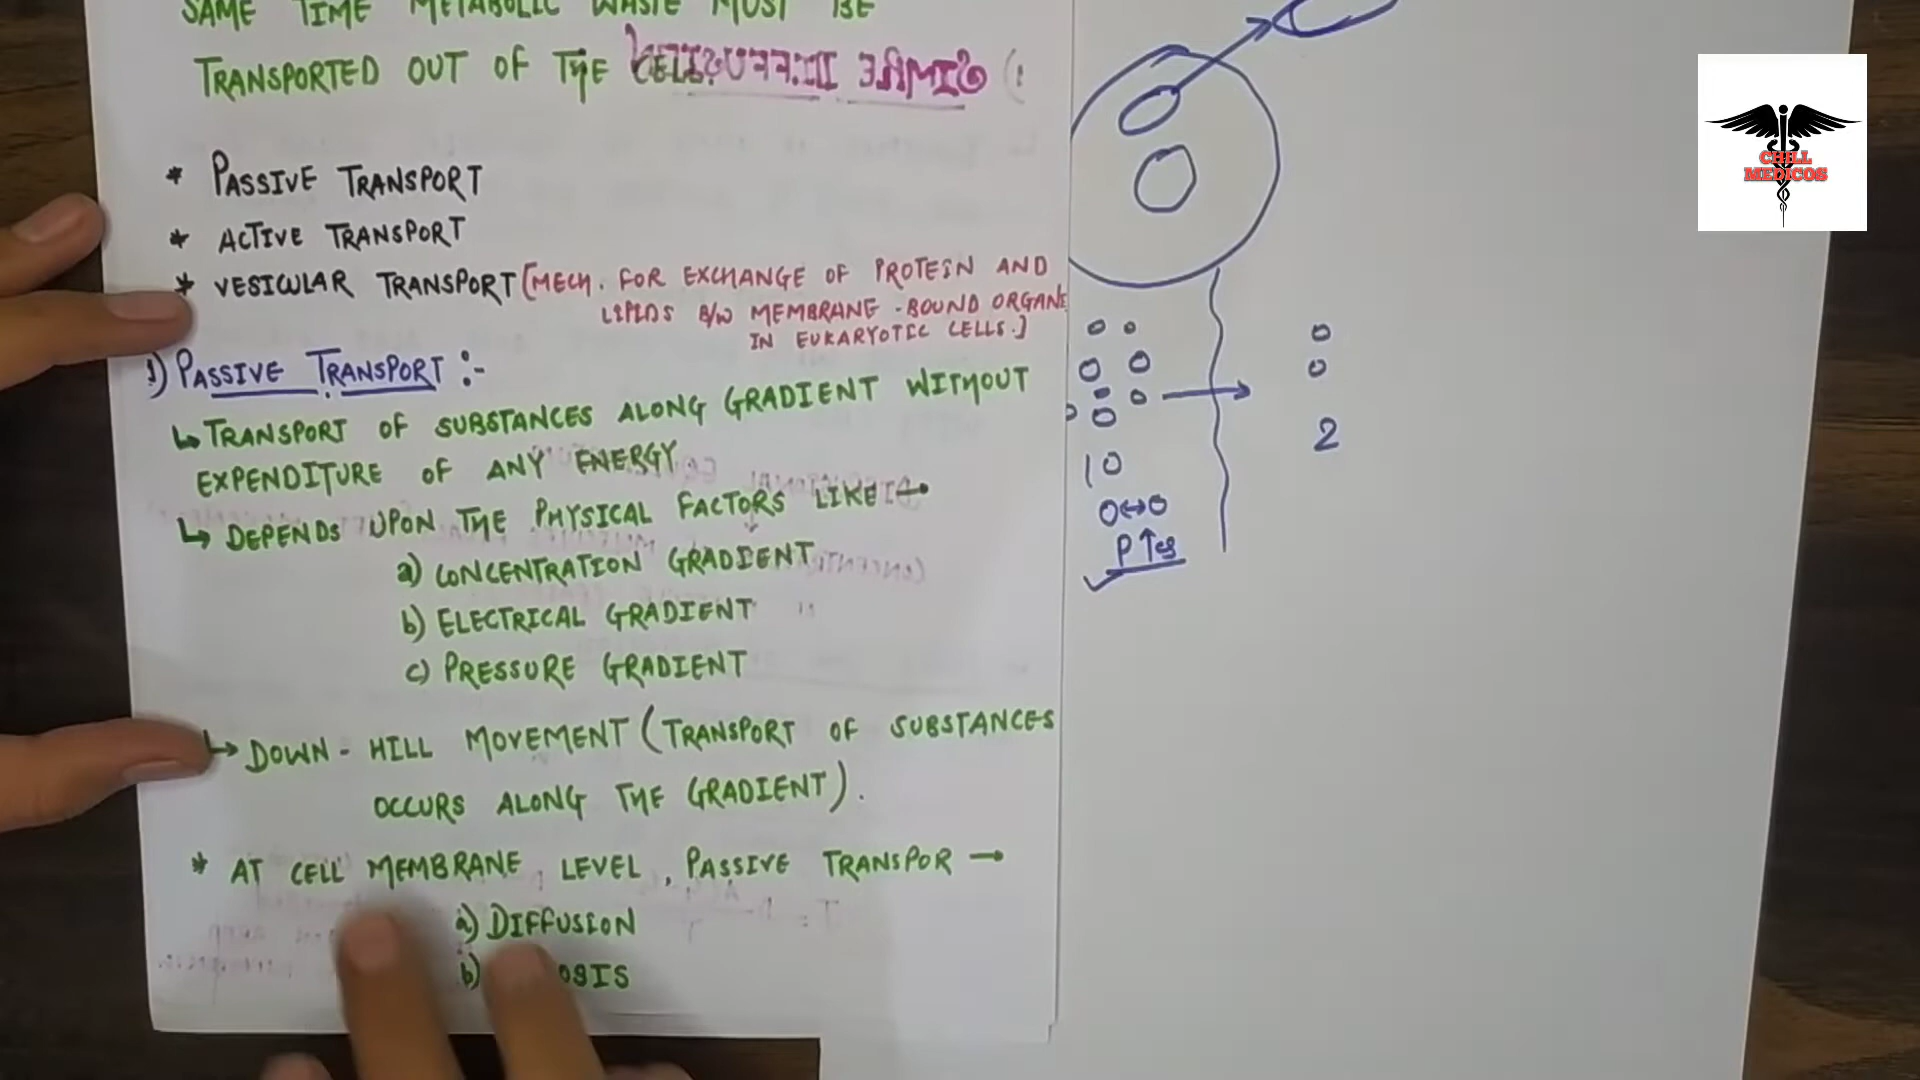 SAME TIME METABOLIC WASTE MUST BE
TRANSPORTED OUT OF THE CELL
* PASSIVE TRANSPORT
* ACTIVE TRANSPORT
* VESICULAR TRANSPORT [MECH. FOR EXCHANGE OF PROTEIN AND
LIPIDS B/W MEMBRANE-BOUND ORGANE
IN EUKARYOTIC CELLS.]
1) PASSIVE TRANSPORT :-
↳ TRANSPORT OF SUBSTANCES ALONG GRADIENT WITHOUT
EXPENDITURE OF ANY ENERGY
↳ DEPENDS UPON THE PHYSICAL FACTORS LIKE →
a) CONCENTRATION GRADIENT
b) ELECTRICAL GRADIENT
c) PRESSURE GRADIENT
↳ DOWN-HILL MOVEMENT (TRANSPORT OF SUBSTANCES
OCCURS ALONG THE GRADIENT).
* AT CELL MEMBRANE LEVEL, PASSIVE TRANSPOR →
a) DIFFUSION
b)
10
2
P↑es
CHILL
MEDICOS